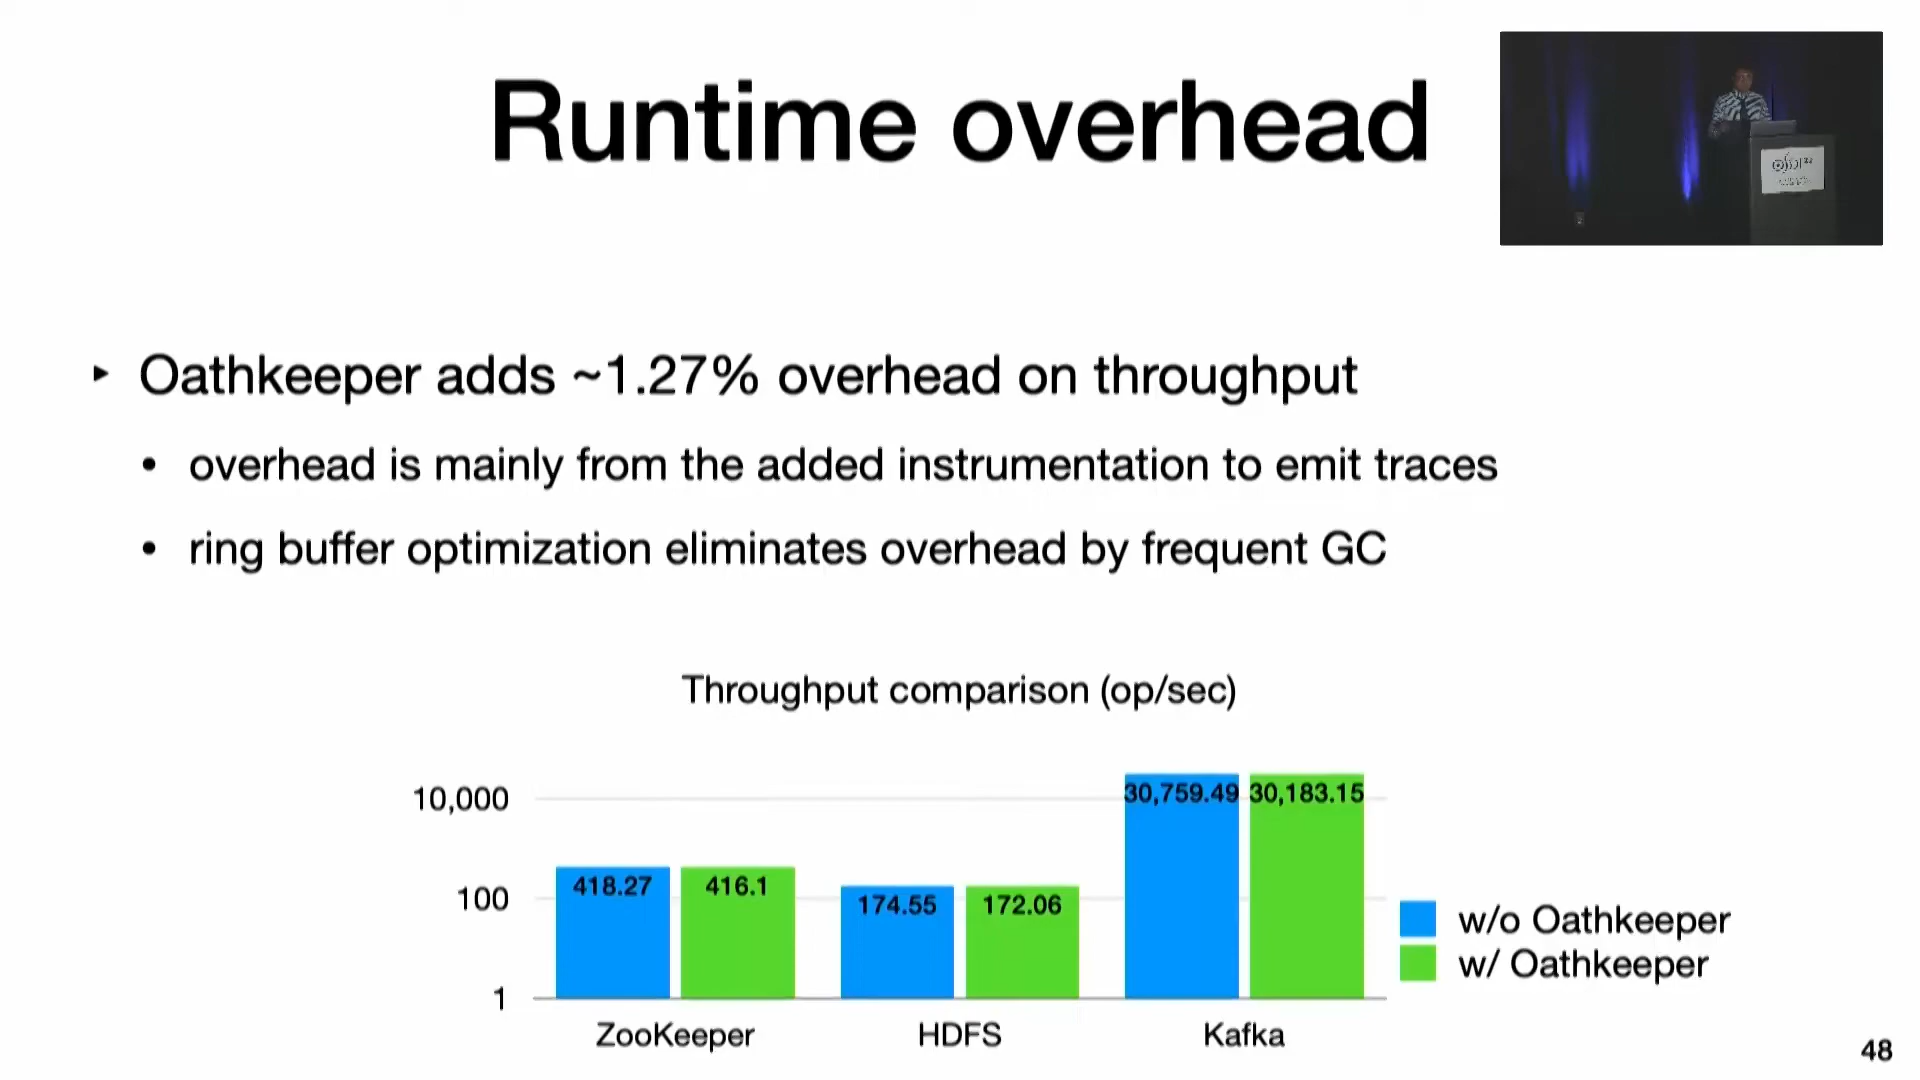 Runtime overhead
‣ Oathkeeper adds ~1.27% overhead on throughput
• overhead is mainly from the added instrumentation to emit traces
• ring buffer optimization eliminates overhead by frequent GC
Throughput comparison (op/sec)
10,000
100
1
30,759.49 30,183.15
418.27 416.1
174.55 172.06
ZooKeeper HDFS Kafka
w/o Oathkeeper
w/ Oathkeeper
48